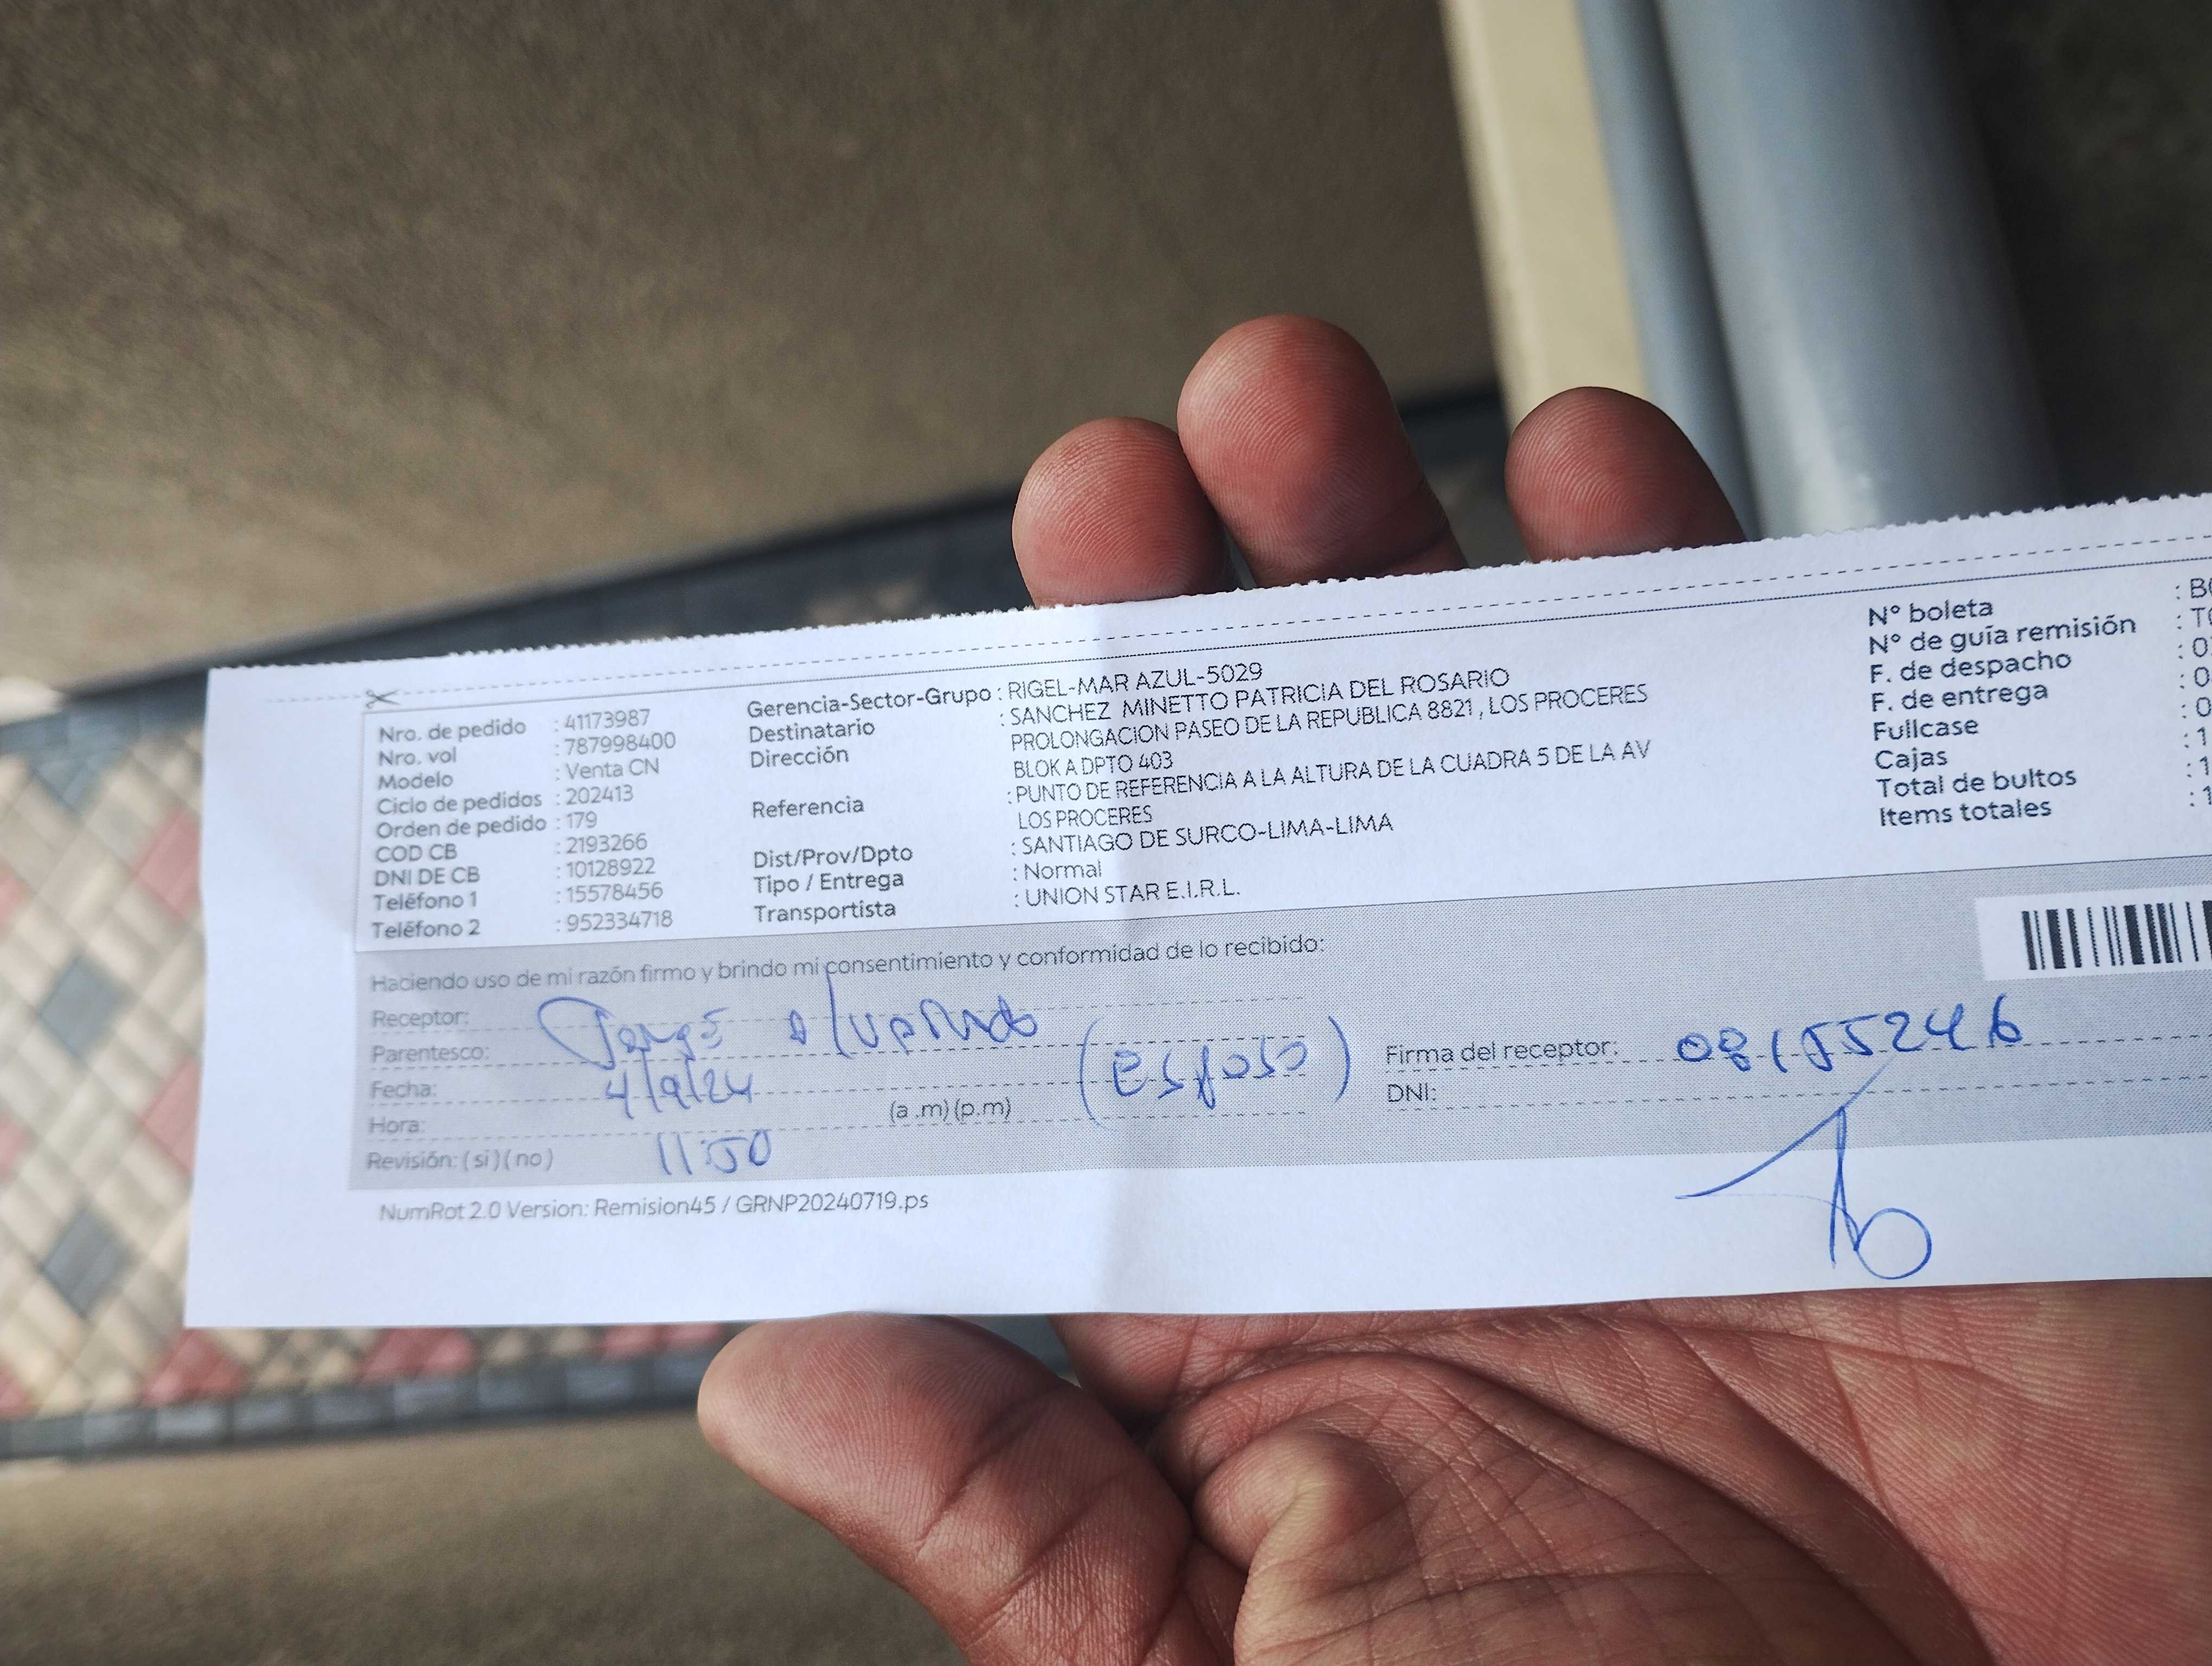 Nro. de pedido : 41173987
Nro. vol : 787998400
Modelo : Venta CN
Ciclo de pedidos : 202413
Orden de pedido : 179
COD CB : 2193266
DNI DE CB : 10128922
Teléfono 1 : 15578456
Teléfono 2 : 952334718
Gerencia-Sector-Grupo : RIGEL-MAR AZUL-5029
Destinatario : SANCHEZ MINETTO PATRICIA DEL ROSARIO
Dirección PROLONGACION PASEO DE LA REPUBLICA 8821 , LOS PROCERES
BLOK A DPTO 403
Referencia : PUNTO DE REFERENCIA A LA ALTURA DE LA CUADRA 5 DE LA AV
LOS PROCERES
Dist/Prov/Dpto : SANTIAGO DE SURCO-LIMA-LIMA
Tipo / Entrega : Normal
Transportista : UNION STAR E.I.R.L.
N° boleta : B
N° de guía remisión : T
F. de despacho : 0
F. de entrega : 0
Fullcase : 0
Cajas : 1
Total de bultos : 1
Items totales : 1
Haciendo uso de mi razón firmo y brindo mi consentimiento y conformidad de lo recibido:
Receptor:
Parentesco: (esposo)
Fecha: 4/9/24
Hora: (a .m) (p.m)
Revisión: ( si ) ( no ) 11:50
Firma del receptor: 08155246
DNI:
NumRot 2.0 Version: Remision45 / GRNP20240719.ps